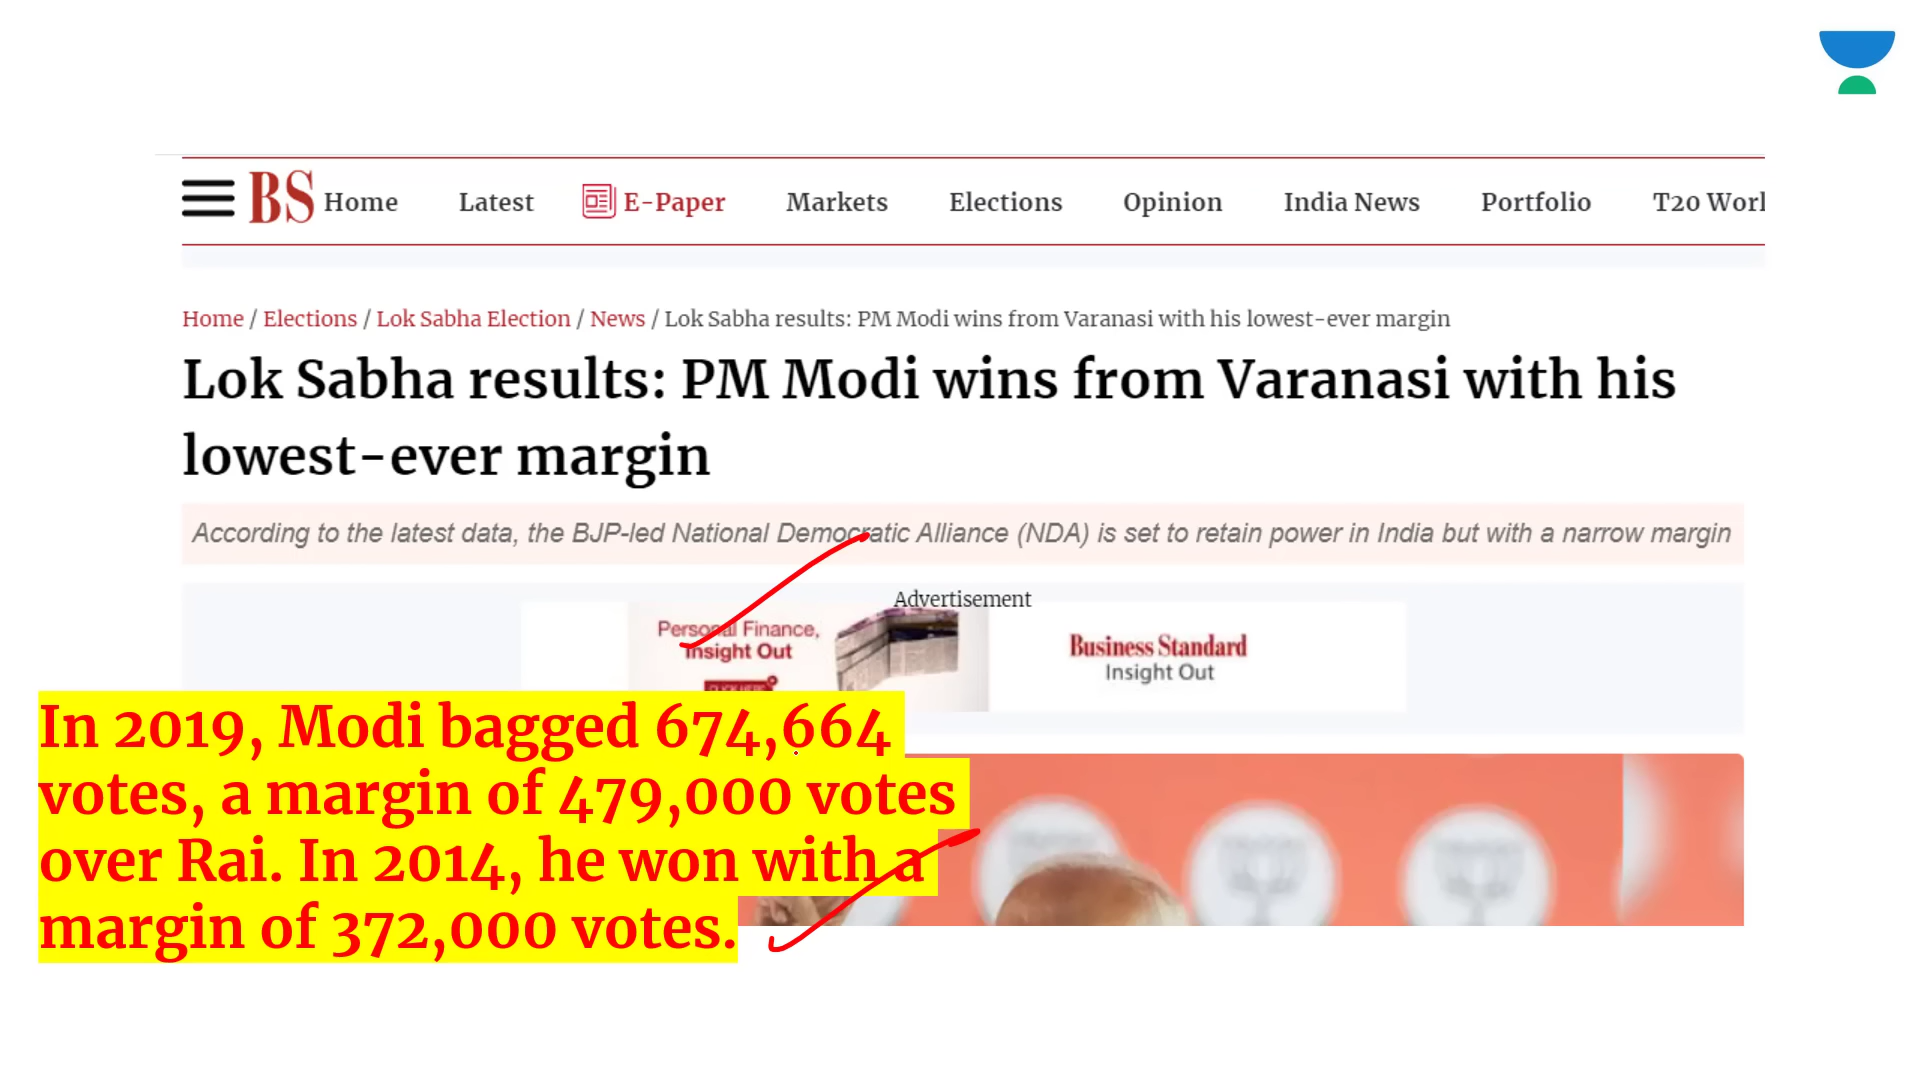 BS Home Latest E-Paper Markets Elections Opinion India News Portfolio T20 Worl
Home / Elections / Lok Sabha Election / News / Lok Sabha results: PM Modi wins from Varanasi with his lowest-ever margin
Lok Sabha results: PM Modi wins from Varanasi with his
lowest-ever margin
According to the latest data, the BJP-led National Democratic Alliance (NDA) is set to retain power in India but with a narrow margin
Advertisement
Personal Finance,
Insight Out
Business Standard
Insight Out
In 2019, Modi bagged 674,664
votes, a margin of 479,000 votes
over Rai. In 2014, he won with a
margin of 372,000 votes.